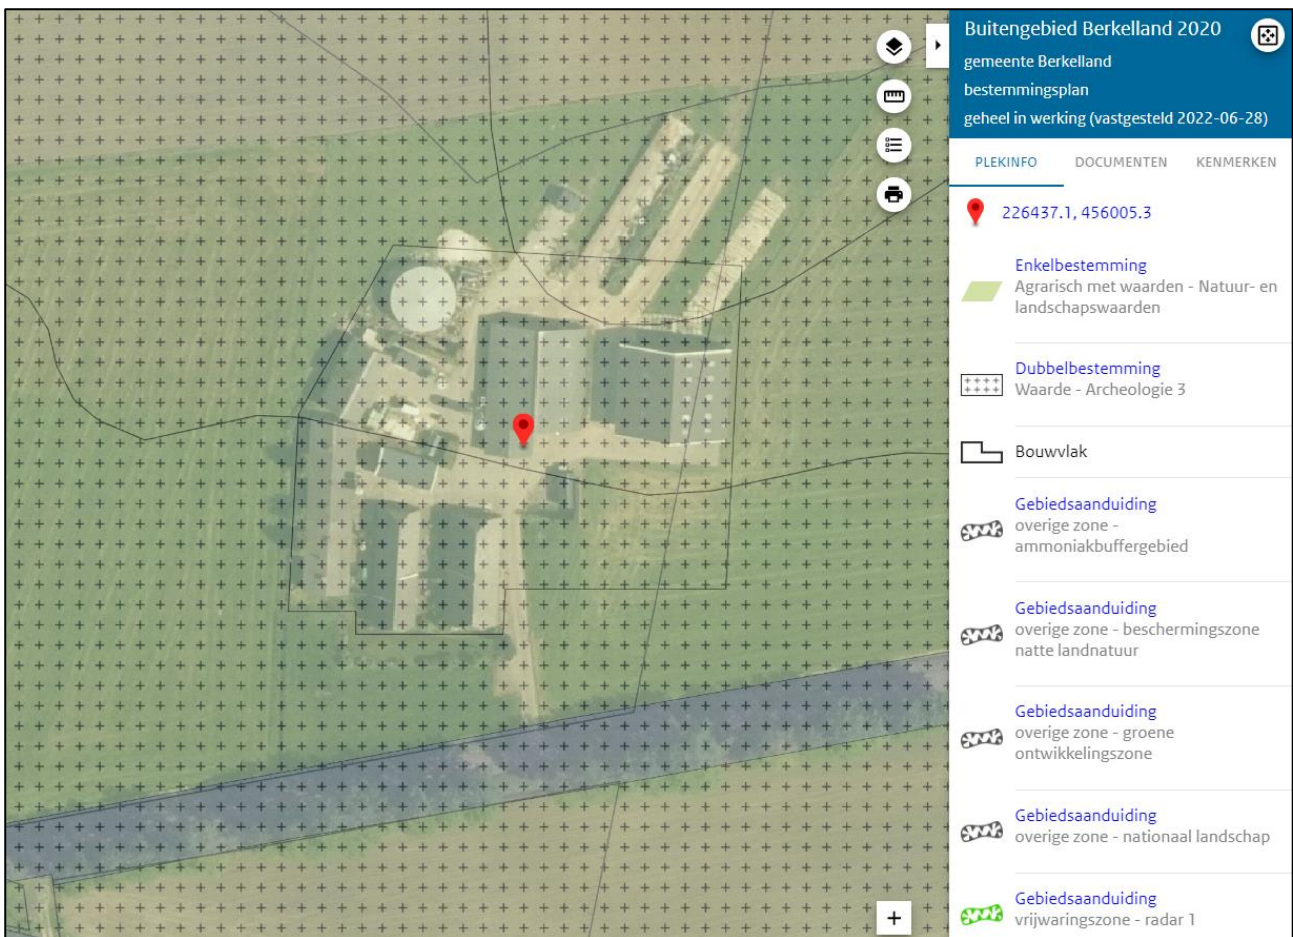 Buitengebied Berkelland 2020
gemeente Berkelland
bestemmingsplan
geheel in werking (vastgesteld 2022-06-28)
PLEKINFO DOCUMENTEN KENMERKEN
226437.1, 456005.3
Enkelbestemming
Agrarisch met waarden - Natuur- en
landschapswaarden
Dubbelbestemming
Waarde - Archeologie 3
Bouwvlak
Gebiedsaanduiding
overige zone -
ammoniakbuffergebied
Gebiedsaanduiding
overige zone - beschermingszone
natte landnatuur
Gebiedsaanduiding
overige zone - groene
ontwikkelingszone
Gebiedsaanduiding
overige zone - nationaal landschap
Gebiedsaanduiding
vrijwaringszone - radar 1